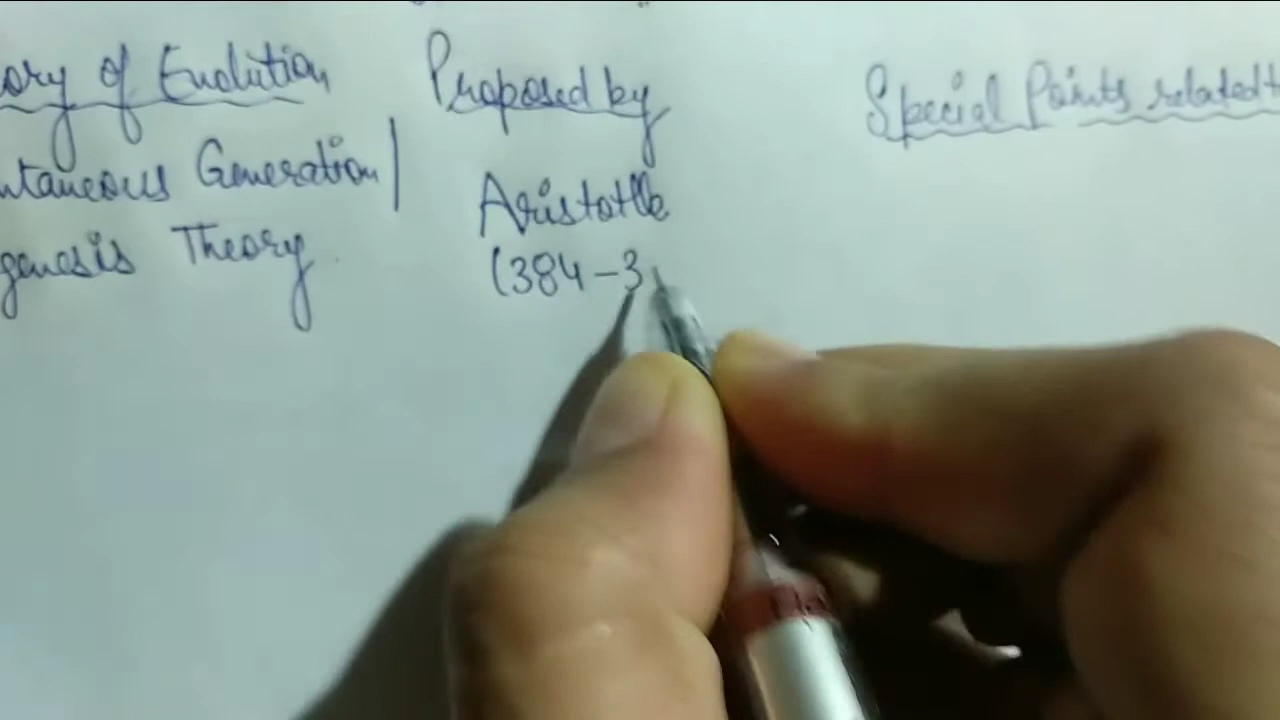 ory of Evolution Proposed by Special Points related t
ntaneous Generation/ Aristotle
genesis Theory (384-3